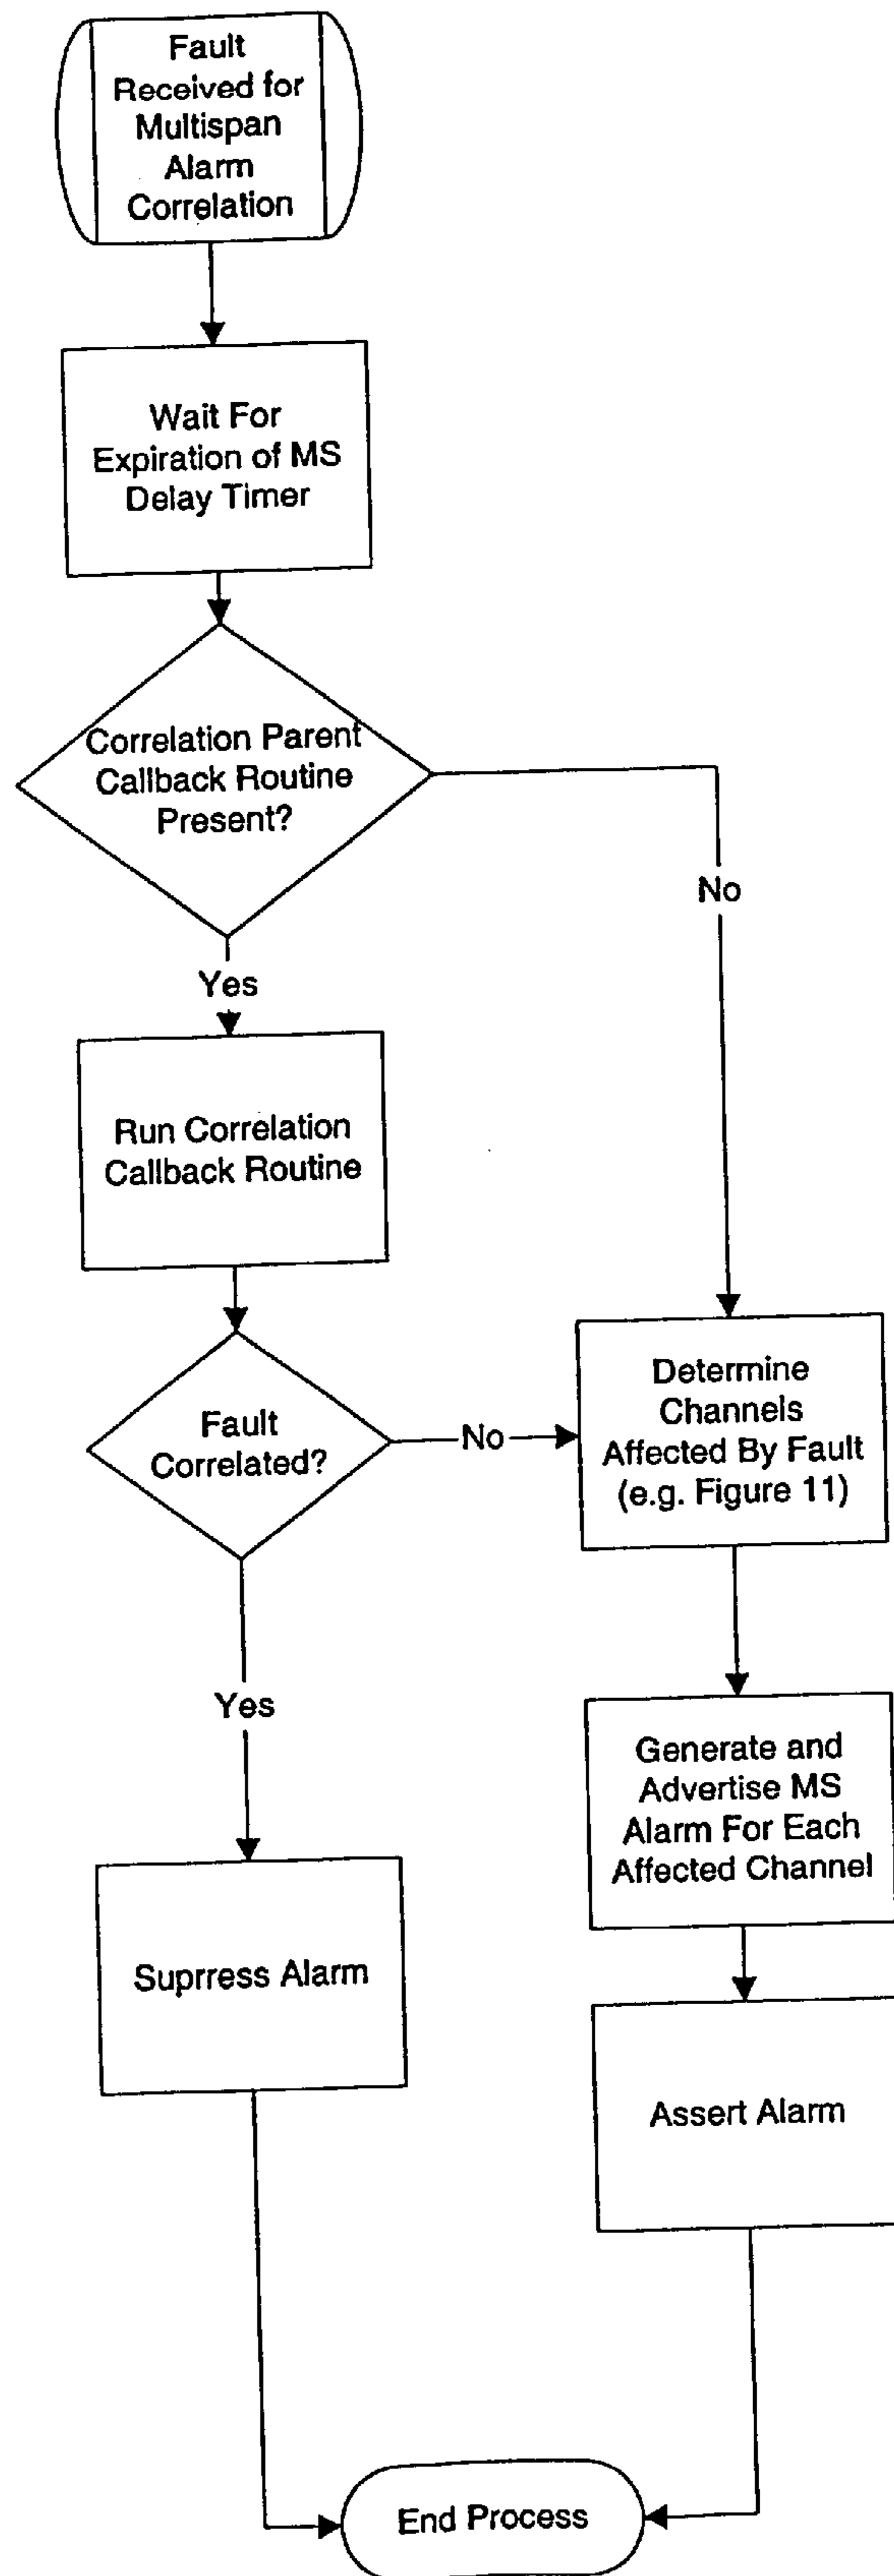 Fault
Received for
Multispan
Alarm
Correlation
Wait For
Expiration of MS
Delay Timer
Correlation Parent
Callback Routine
Present?
No
Yes
Run Correlation
Callback Routine
Fault
Correlated?
No
Determine
Channels
Affected By Fault
(e.g. Figure 11)
Yes
Generate and
Advertise MS
Alarm For Each
Affected Channel
Suprress Alarm
Assert Alarm
End Process